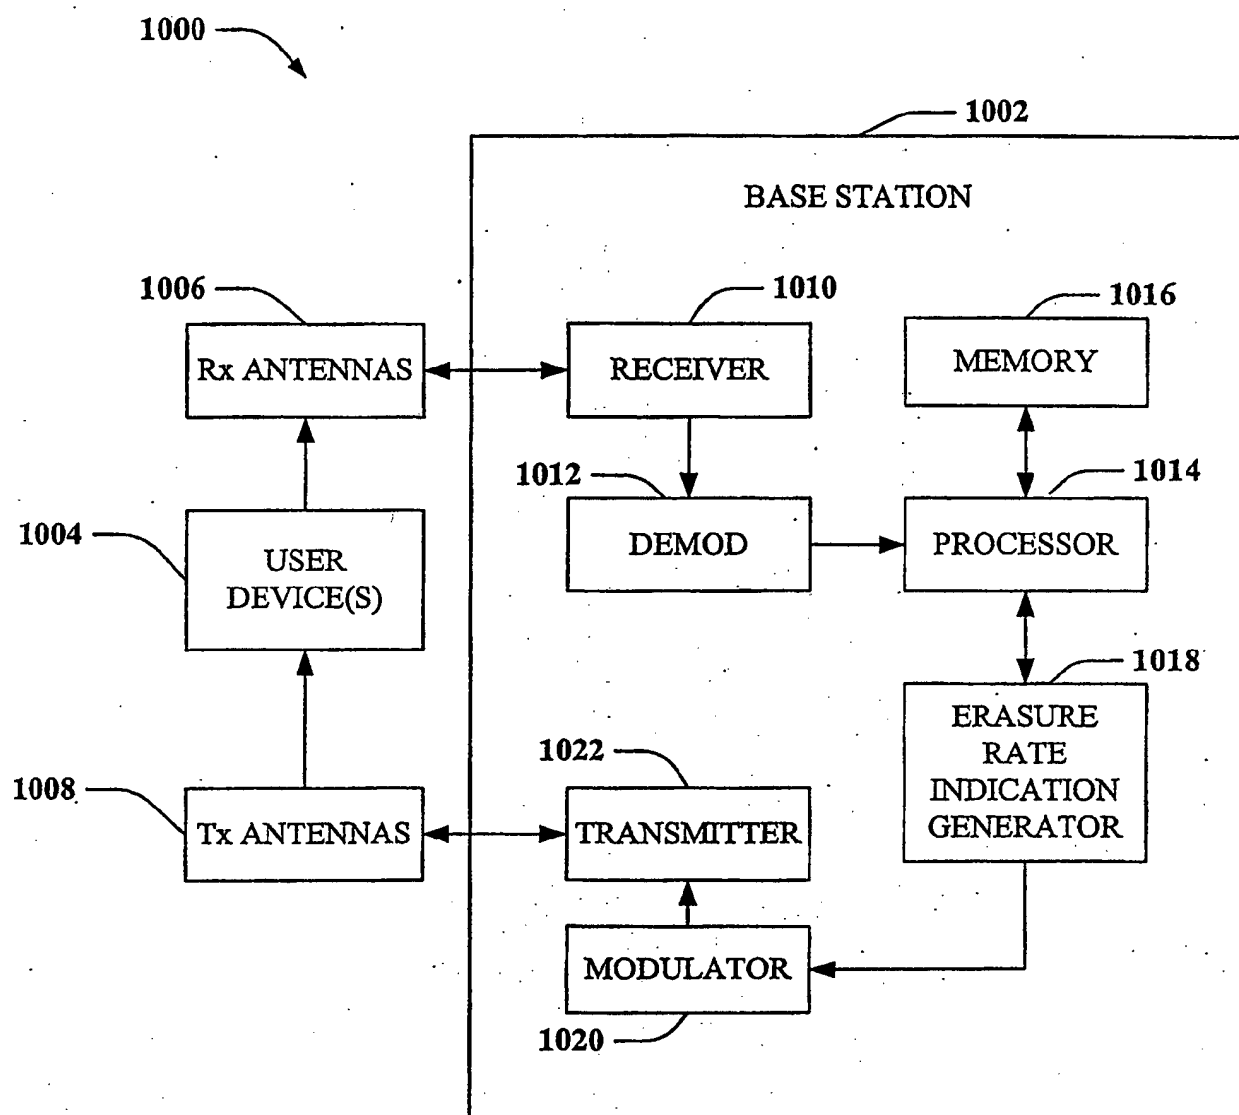 1000
1002
BASE STATION
1006
1010
1016
Rx ANTENNAS
RECEIVER
MEMORY
1012
1014
1004
USER
DEVICE(S)
DEMOD
PROCESSOR
1018
ERASURE
RATE
INDICATION
GENERATOR
1022
1008
Tx ANTENNAS
TRANSMITTER
MODULATOR
1020